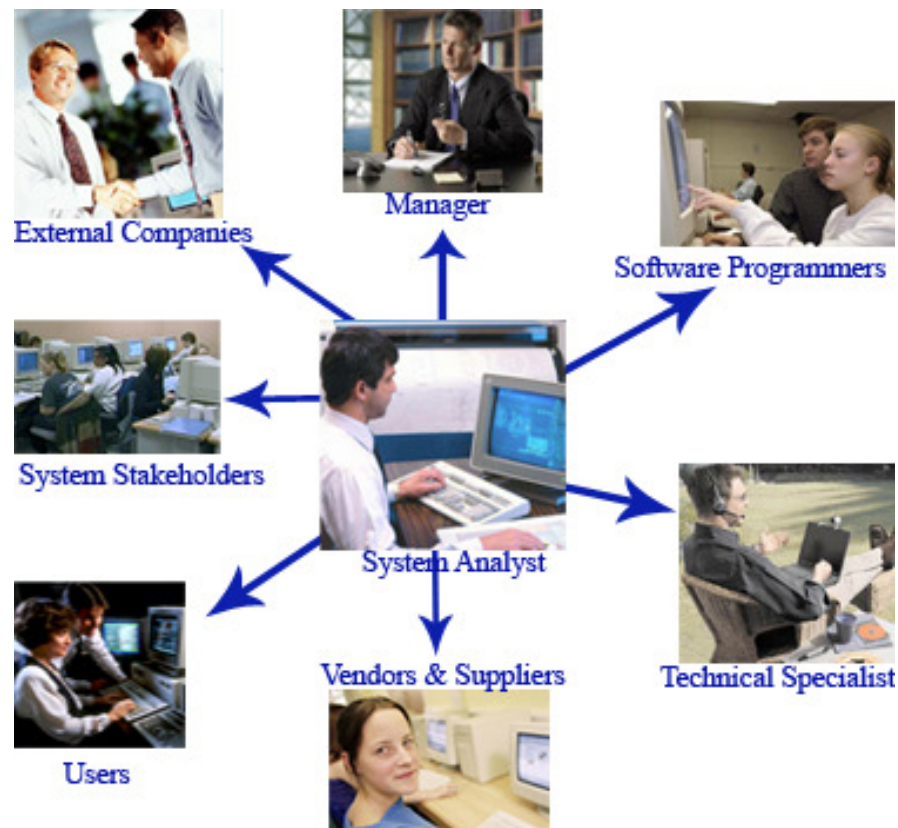 Manager
External Companies
Software Programmers
System Stakeholders
System Analyst
Vendors & Suppliers
Technical Specialist
Users